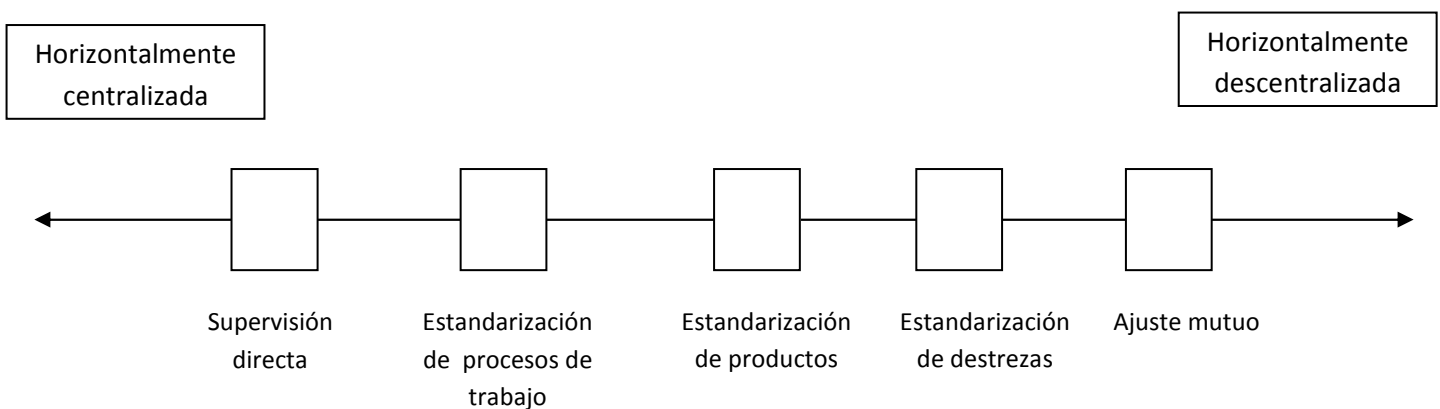 Horizontalmente
centralizada
Horizontalmente
descentralizada
Supervisión
directa
Estandarización
de procesos de
trabajo
Estandarización
de productos
Estandarización
de destrezas
Ajuste mutuo